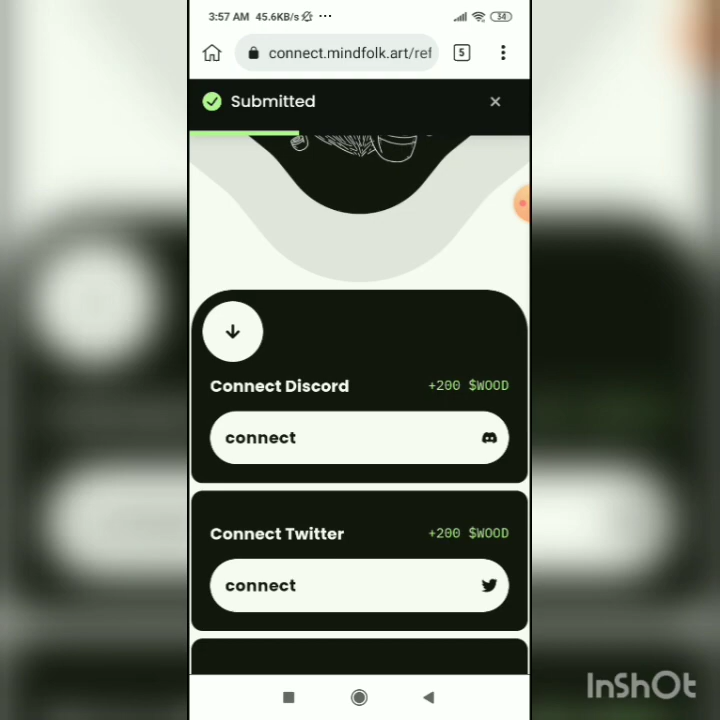 3:57 AM 45.6KB/s ...
34
connect.mindfolk.art/ref
5
Submitted
Connect Discord +200 $WOOD
connect
Connect Twitter +200 $WOOD
connect
InShOt